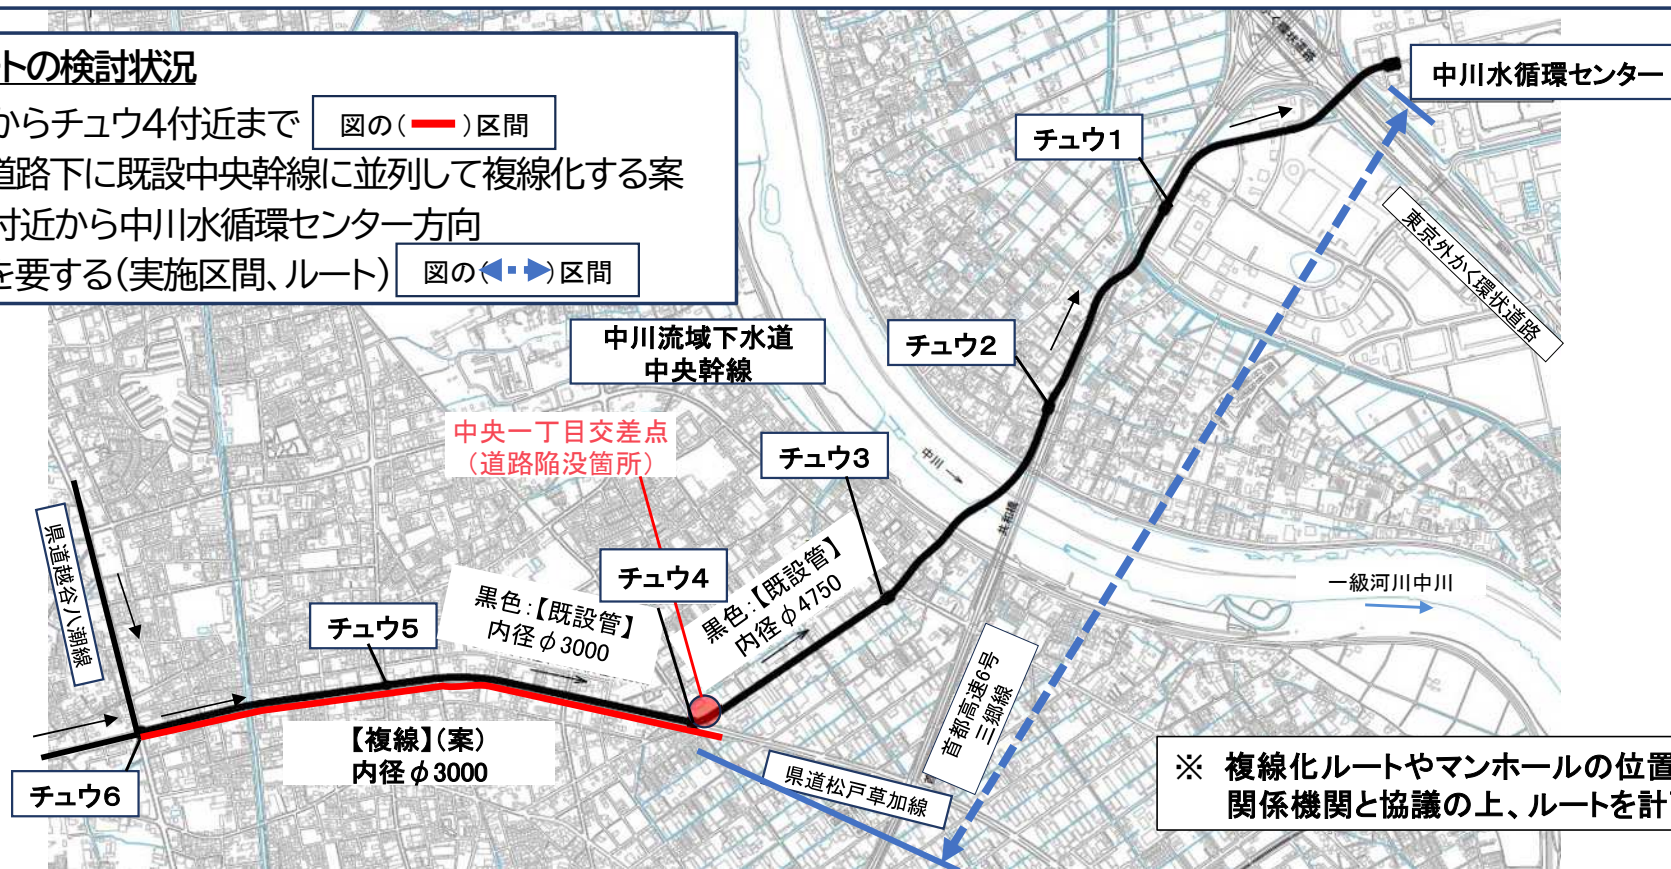 トの検討状況
からチュウ4付近まで
図の(━)区間
道路下に既設中央幹線に並列して複線化する案
付近から中川水循環センター方向
を要する(実施区間、ルート)
図の(◀▪▪▶)区間
中川水循環センター
チュウ1
東京外かく環状道路
チュウ2
中川流域下水道
中央幹線
中央一丁目交差点
(道路陥没箇所)
チュウ3
中川→
共和橋
県道越谷八潮線
チュウ4
黒色:【既設管】
内径φ3000
黒色:【既設管】
内径φ4750
一級河川中川
チュウ5
首都高速6号
三郷線
【複線】(案)
内径φ3000
県道松戸草加線
チュウ6
※ 複線化ルートやマンホールの位置
関係機関と協議の上、ルートを計